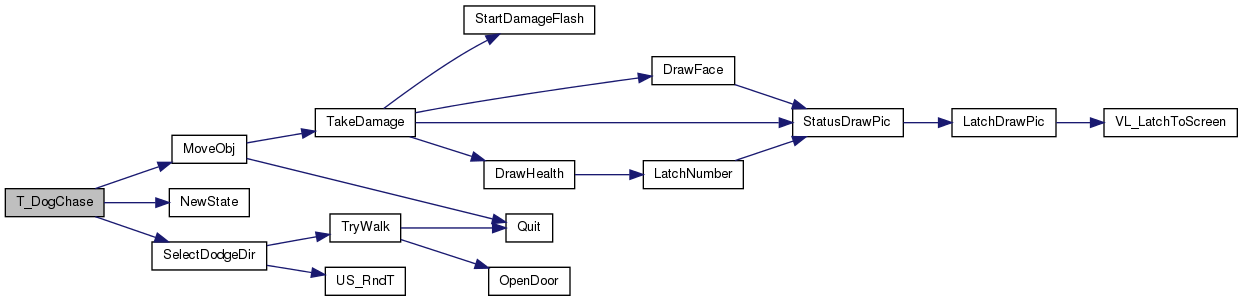 StartDamageFlash
DrawFace
TakeDamage
StatusDrawPic
LatchDrawPic
VL_LatchToScreen
MoveObj
DrawHealth
LatchNumber
T_DogChase
NewState
TryWalk
Quit
SelectDodgeDir
US_RndT
OpenDoor